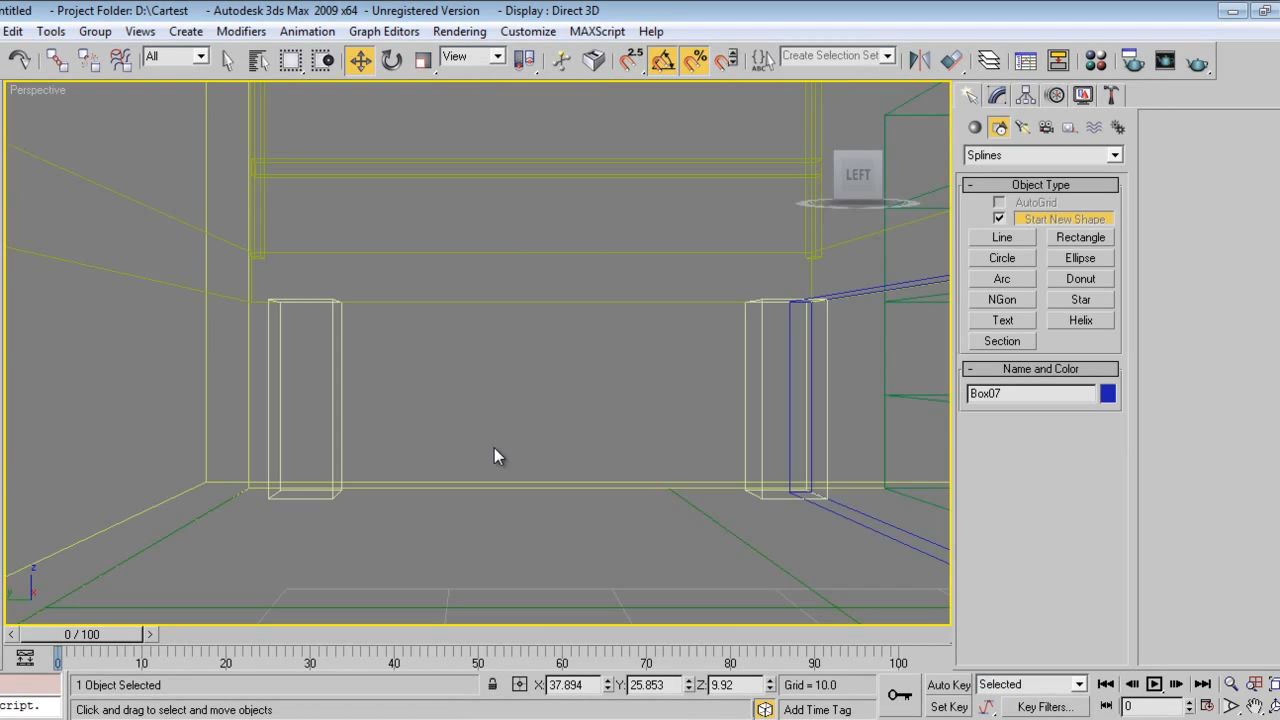 ntitled - Project Folder: D:\Cartest - Autodesk 3ds Max 2009 x64 - Unregistered Version - Display : Direct 3D
Edit Tools Group Views Create Modifiers Animation Graph Editors Rendering Customize MAXScript Help
All View 2.5 % ABC Create Selection Set
Perspective
LEFT
Splines
- Object Type
AutoGrid
Start New Shape
Line Rectangle
Circle Ellipse
Arc Donut
NGon Star
Text Helix
Section
- Name and Color
Box07
z
y x
< 0 / 100 >
0 10 20 30 40 50 60 70 80 90 100
1 Object Selected X: 37.894 Y: 25.853 Z: 9.92 Grid = 10.0 Auto Key Selected
cript. Click and drag to select and move objects Add Time Tag Set Key Key Filters... 0